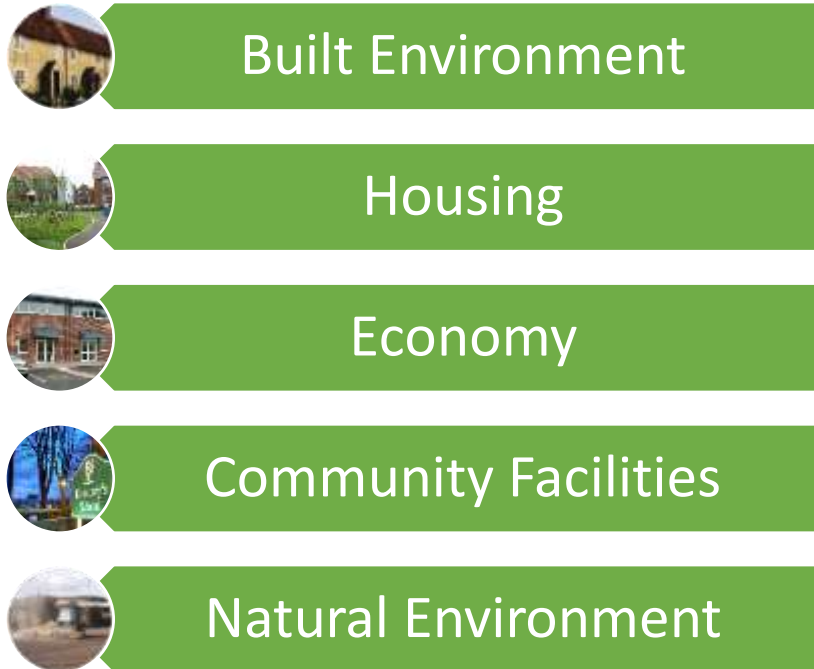 Built Environment
Housing
Economy
Community Facilities
Natural Environment